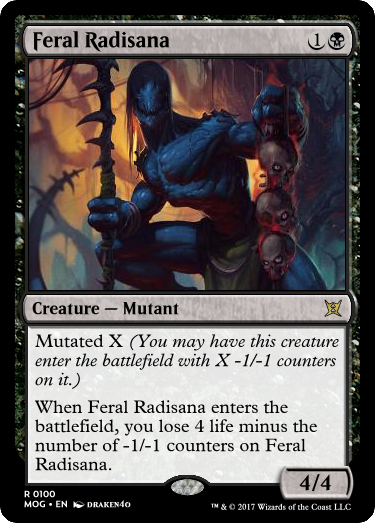 Feral Radisana 1
Creature — Mutant
Mutated X (You may have this creature
enter the battlefield with X -1/-1 counters
on it.)
When Feral Radisana enters the
battlefield, you lose 4 life minus the
number of -1/-1 counters on Feral
Radisana.
4/4
R 0100
MOG • EN DRAKEN40 ™ & © 2017 Wizards of the Coast LLC